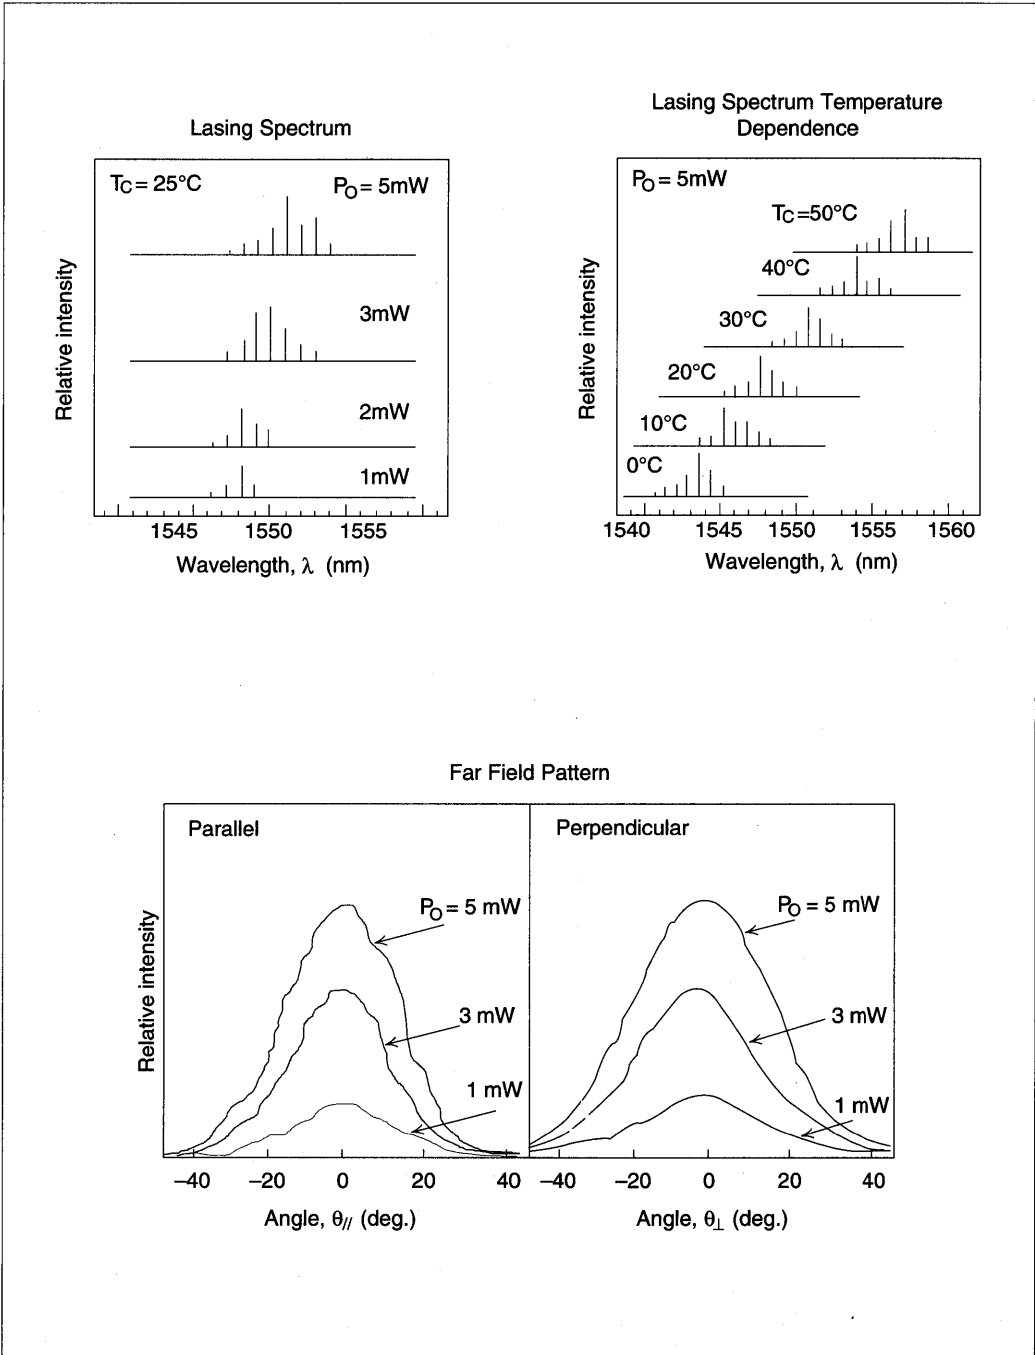 Lasing Spectrum
TC = 25°C
PO = 5mW
3mW
2mW
1mW
Relative intensity
1545 1550 1555
Wavelength, λ (nm)
Lasing Spectrum Temperature
Dependence
PO = 5mW
TC =50°C
40°C
30°C
20°C
10°C
0°C
Relative intensity
1540 1545 1550 1555 1560
Wavelength, λ (nm)
Far Field Pattern
Parallel
PO = 5 mW
3 mW
1 mW
Relative intensity
–40 –20 0 20 40
Angle, θ// (deg.)
Perpendicular
PO = 5 mW
3 mW
1 mW
–40 –20 0 20 40
Angle, θ⊥ (deg.)